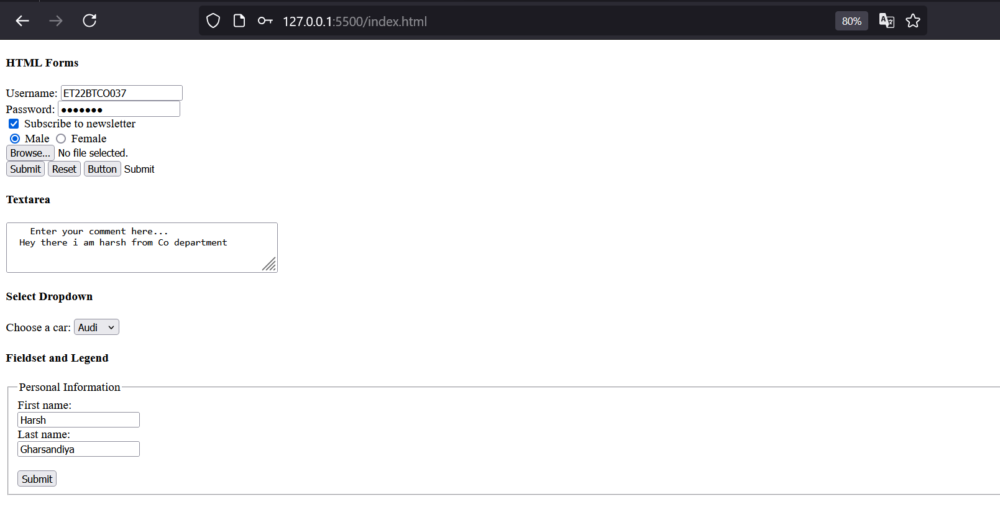 127.0.0.1:5500/index.html 80%
HTML Forms
Username: ET22BTCO037
Password: ●●●●●●●
Subscribe to newsletter
Male Female
Browse... No file selected.
Submit Reset Button Submit
Textarea
Enter your comment here...
Hey there i am harsh from Co department
Select Dropdown
Choose a car: Audi
Fieldset and Legend
Personal Information
First name:
Harsh
Last name:
Gharsandiya
Submit